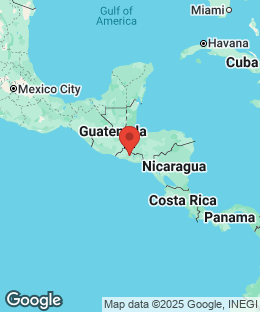 Gulf of
America
Miami
Havana
Cuba
Mexico City
Guatemala
Nicaragua
Costa Rica
Panama
Google
Map data ©2025 Google, INEGI